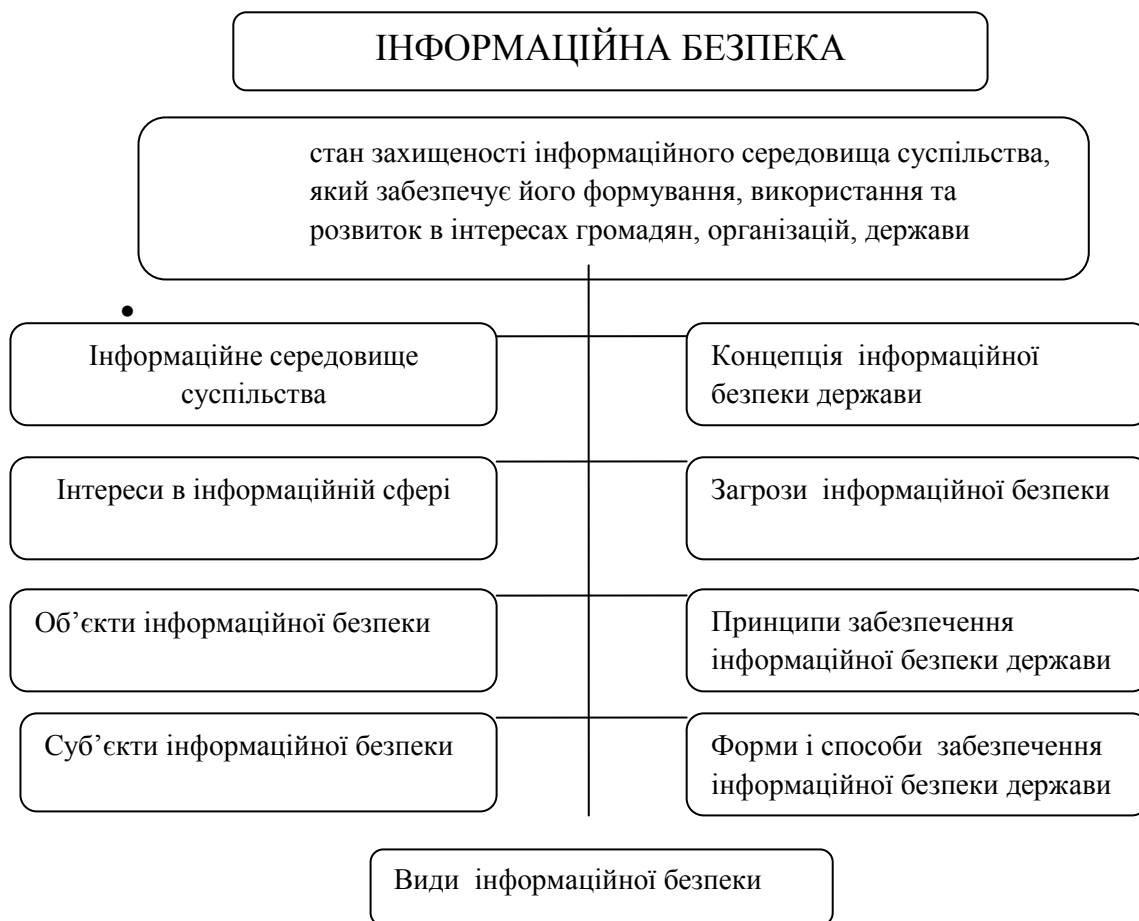 ІНФОРМАЦІЙНА БЕЗПЕКА
стан захищеності інформаційного середовища суспільства,
який забезпечує його формування, використання та
розвиток в інтересах громадян, організацій, держави
•
Інформаційне середовище
суспільства
Концепція інформаційної
безпеки держави
Інтереси в інформаційній сфері
Загрози інформаційної безпеки
Об’єкти інформаційної безпеки
Принципи забезпечення
інформаційної безпеки держави
Суб’єкти інформаційної безпеки
Форми і способи забезпечення
інформаційної безпеки держави
Види інформаційної безпеки